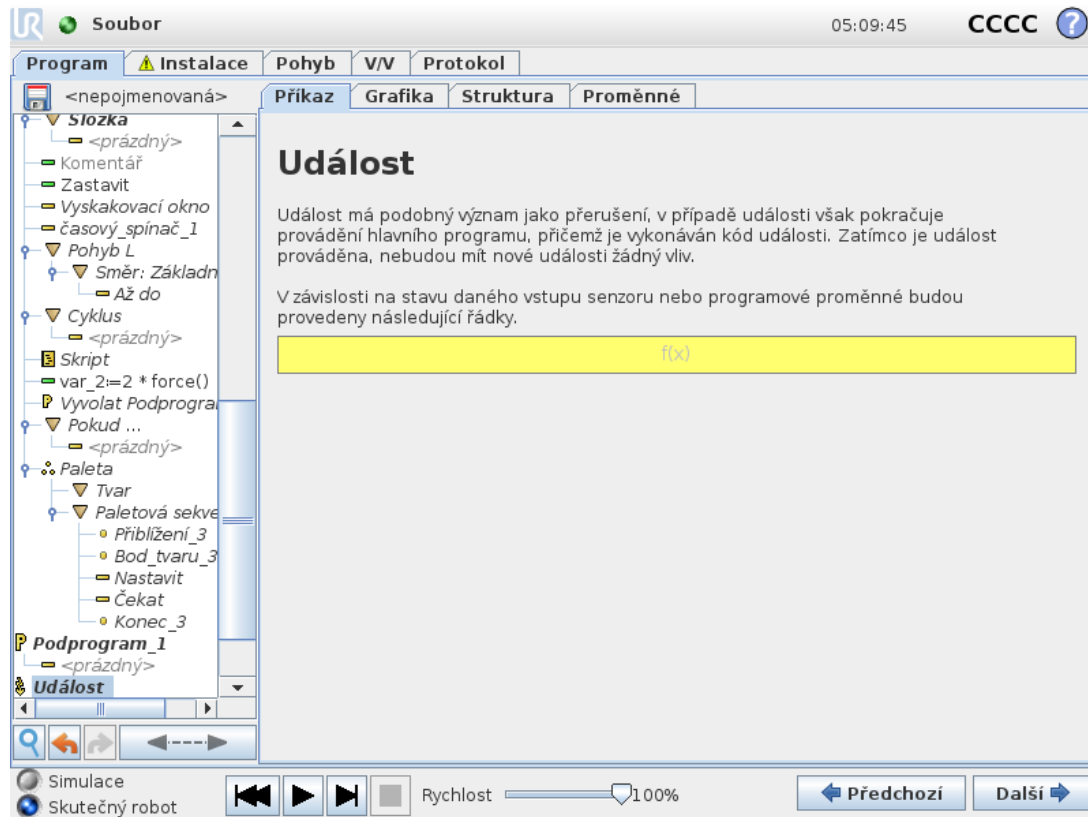 UR
Soubor
05:09:45
CCCC
?
Program
Instalace
Pohyb
V/V
Protokol
<nepojmenovaná>
Příkaz
Grafika
Struktura
Proměnné
Složka
<prázdný>
Komentář
Zastavit
Vyskakovací okno
časový_spínač_1
Pohyb L
Směr: Základn
Až do
Cyklus
<prázdný>
Skript
var_2≔2 * force()
Vyvolat Podprogra
Pokud ...
<prázdný>
Paleta
Tvar
Paletová sekve
Přiblížení_3
Bod_tvaru_3
Nastavit
Čekat
Konec_3
P Podprogram_1
<prázdný>
Událost
Událost
Událost má podobný význam jako přerušení, v případě události však pokračuje
provádění hlavního programu, přičemž je vykonáván kód události. Zatímco je událost
prováděna, nebudou mít nové události žádný vliv.
V závislosti na stavu daného vstupu senzoru nebo programové proměnné budou
provedeny následující řádky.
f(x)
Simulace
Skutečný robot
Rychlost
100%
Předchozí
Další